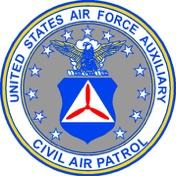 UNITED STATES AIR FORCE AUXILIARY
CIVIL AIR PATROL